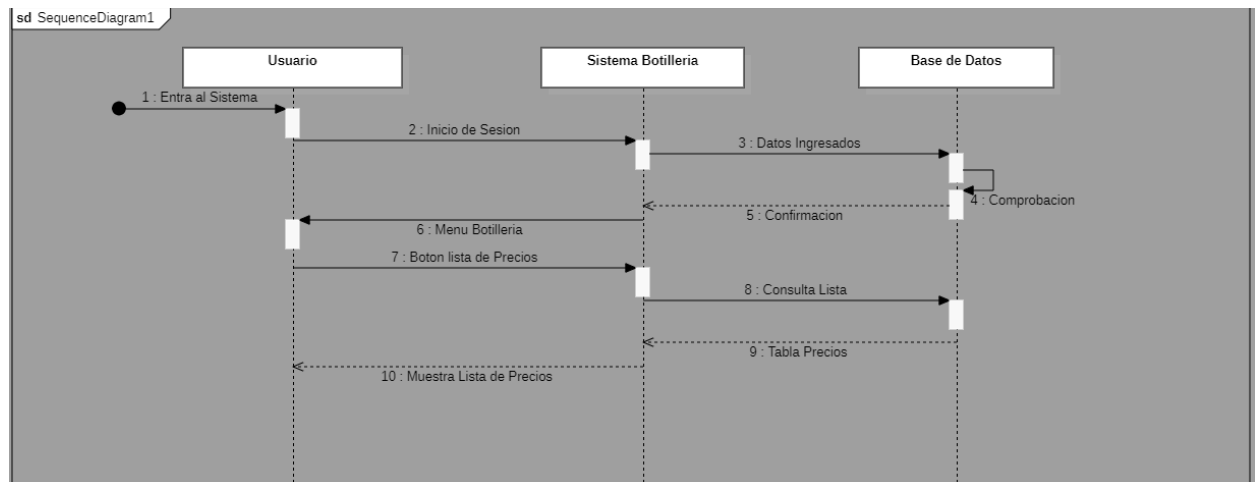 sd SequenceDiagram1
Usuario
Sistema Botilleria
Base de Datos
1 : Entra al Sistema
2 : Inicio de Sesion
3 : Datos Ingresados
4 : Comprobacion
5 : Confirmacion
6 : Menu Botilleria
7 : Boton lista de Precios
8 : Consulta Lista
9 : Tabla Precios
10 : Muestra Lista de Precios